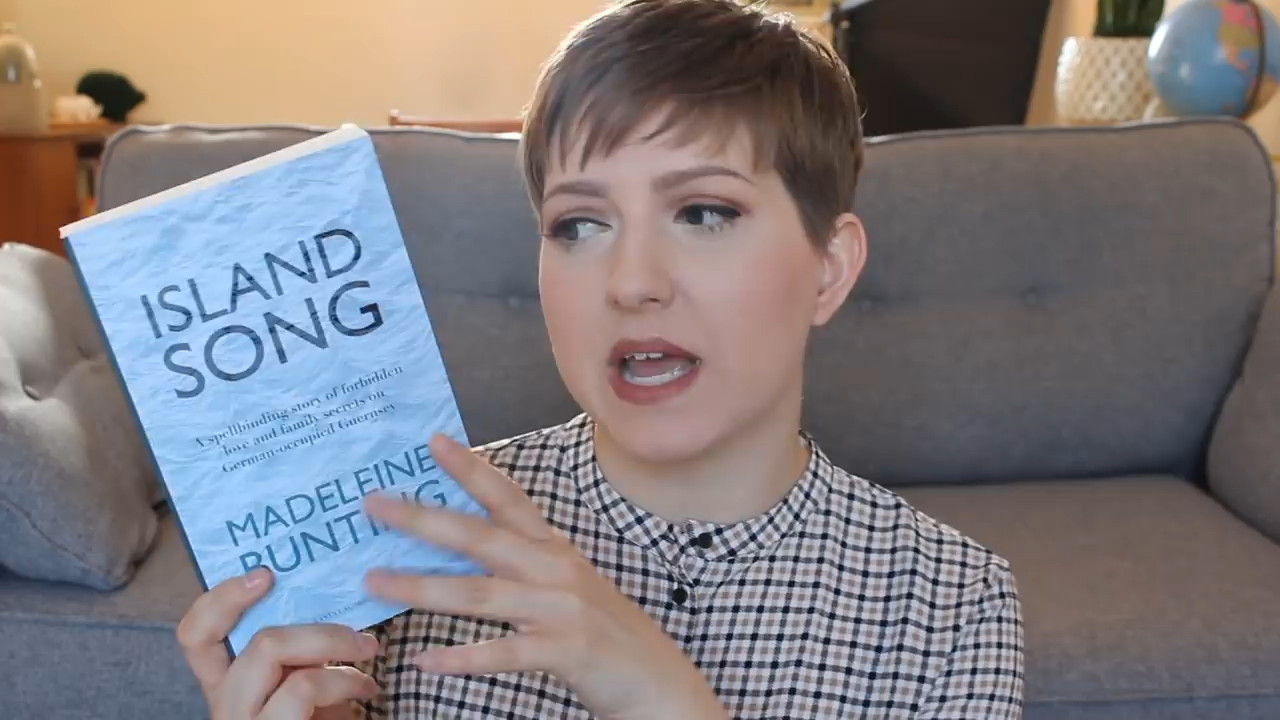 ISLAND
SONG
A spellbinding story of forbidden
love and family secrets on
German-occupied Guernsey
MADELEINE
BUNTING